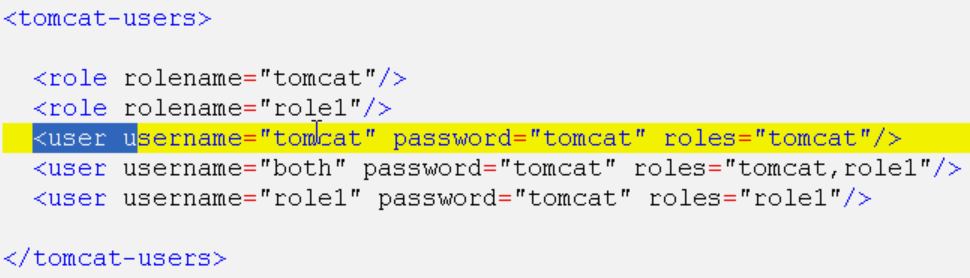 <tomcat-users>
<role rolename="tomcat"/>
<role rolename="role1"/>
<user username="tomcat" password="tomcat" roles="tomcat"/>
<user username="both" password="tomcat" roles="tomcat,role1"/>
<user username="role1" password="tomcat" roles="role1"/>
</tomcat-users>